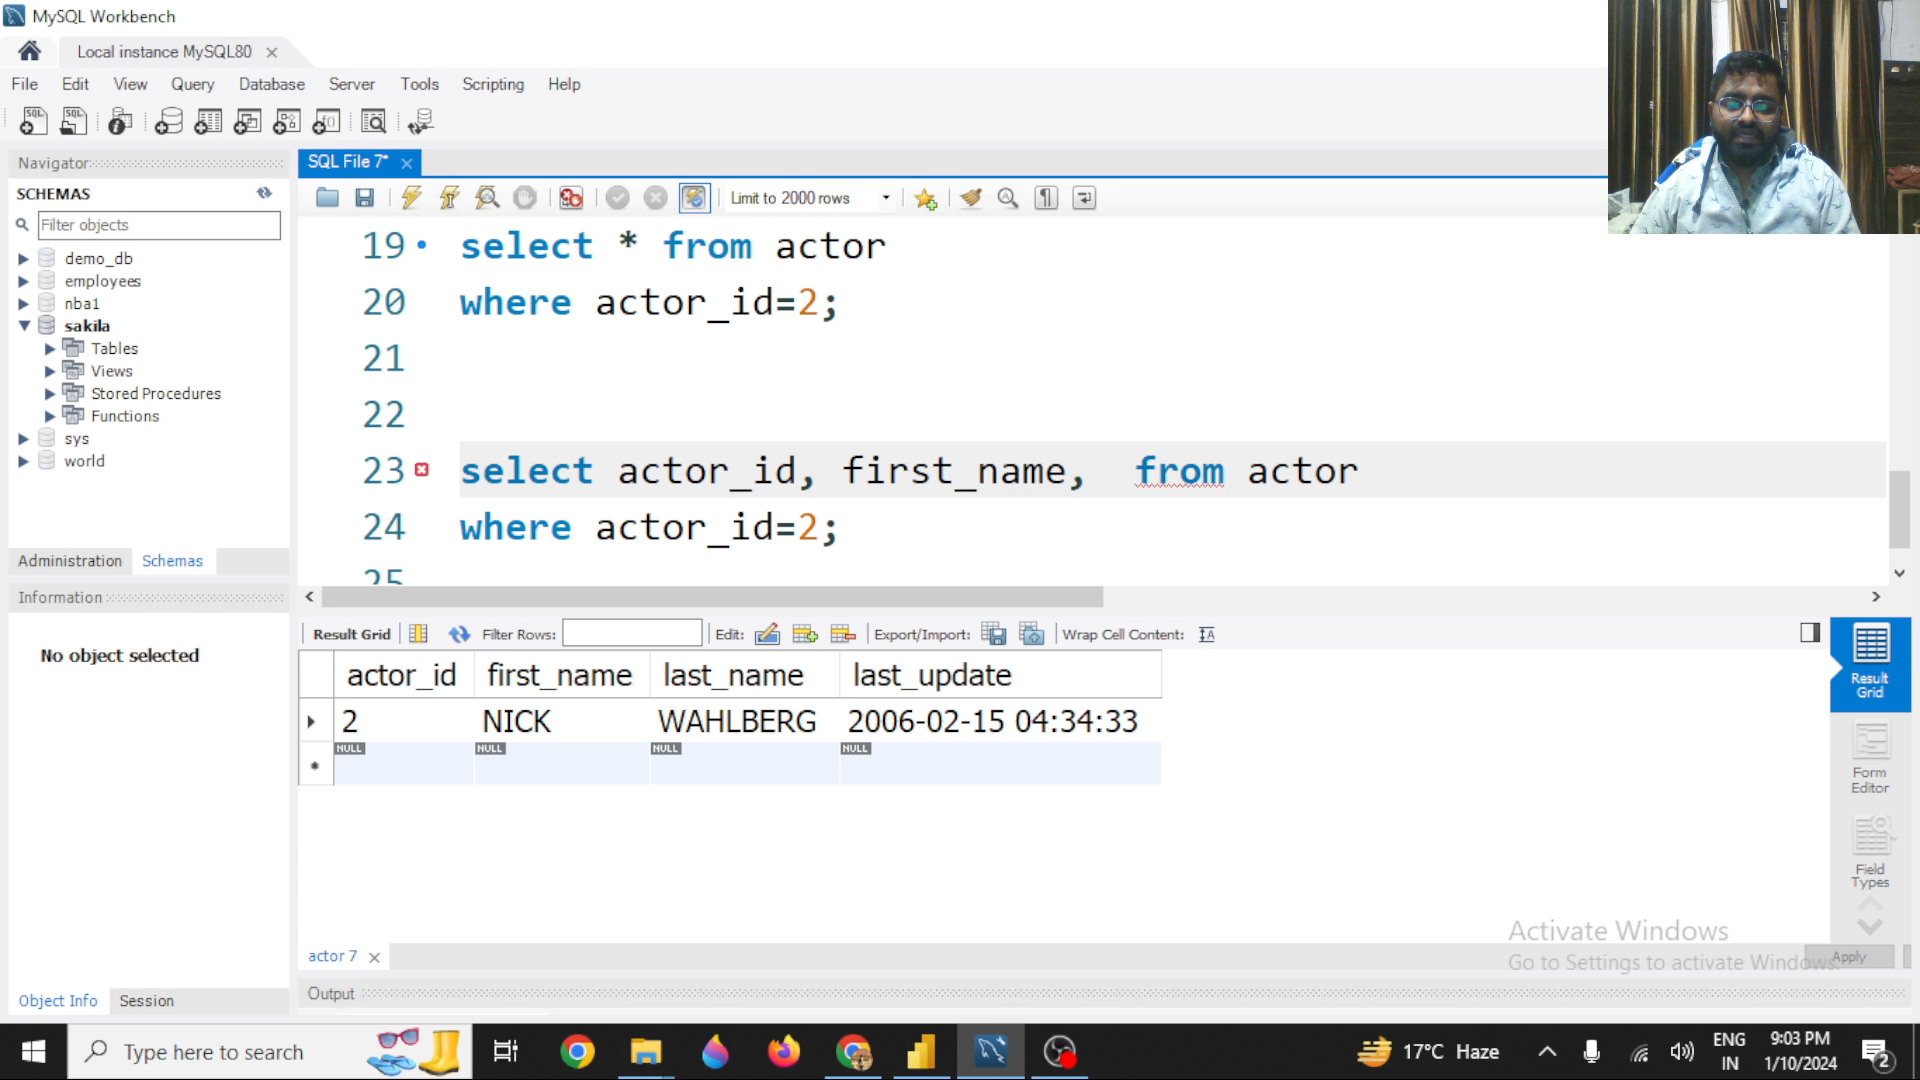 MySQL Workbench
Local instance MySQL80
File Edit View Query Database Server Tools Scripting Help
Navigator
SQL File 7*
SCHEMAS
Limit to 2000 rows
Filter objects
demo_db
employees
nba1
sakila
Tables
Views
Stored Procedures
Functions
sys
world
Administration Schemas
Information
No object selected
Object Info Session
19 select * from actor
20 where actor_id=2;
21
22
23 select actor_id, first_name,  from actor
24 where actor_id=2;
25
Result Grid Filter Rows: Edit: Export/Import: Wrap Cell Content:
actor_id first_name last_name last_update
2 NICK WAHLBERG 2006-02-15 04:34:33
NULL NULL NULL NULL
Result
Grid
Form
Editor
Field
Types
Activate Windows
Go to Settings to activate Windows.
Apply
actor 7
Output
Type here to search
17°C Haze
ENG
IN
9:03 PM
1/10/2024
2